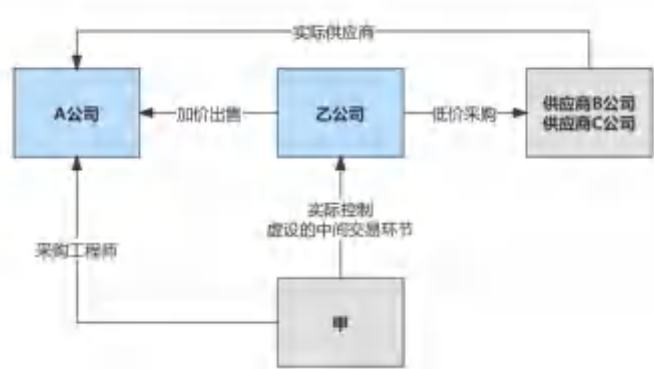 实际供应商
A公司
加价出售
乙公司
低价采购
供应商B公司
供应商C公司
实际控制
虚设的中间交易环节
采购工程师
甲